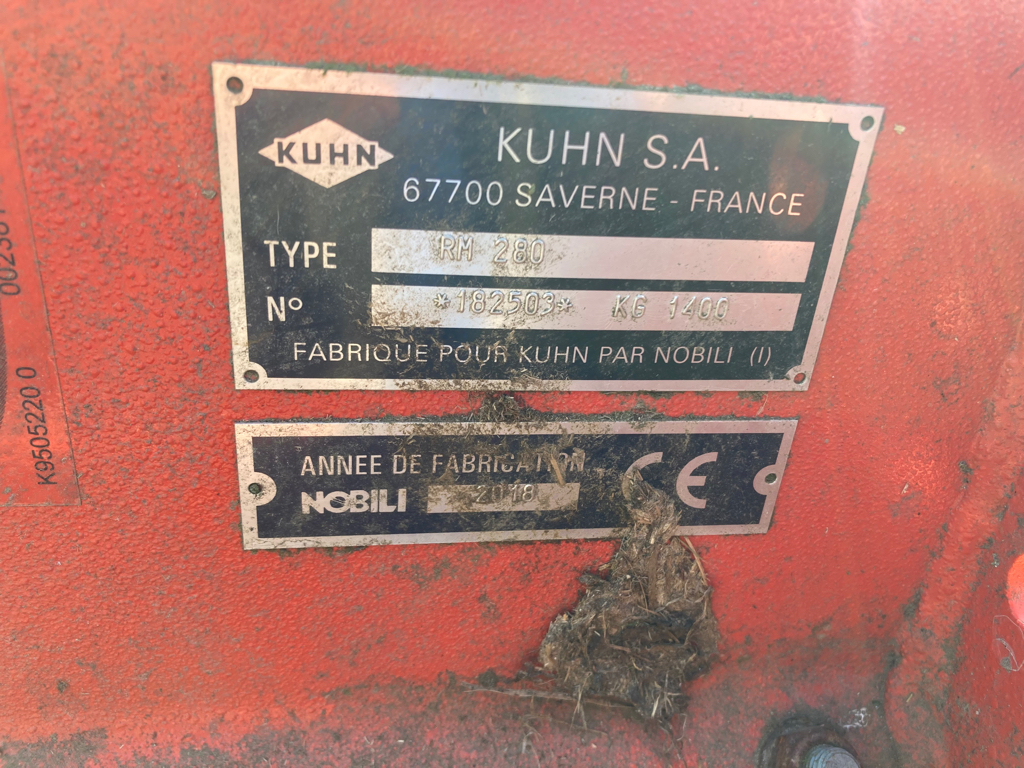 KUHN
KUHN S.A.
67700 SAVERNE - FRANCE
TYPE RM 280
N° *182503* KG 1400
FABRIQUE POUR KUHN PAR NOBILI (I)
ANNEE DE FABRICATION
NOBILI 2018 CE
K9505220 0